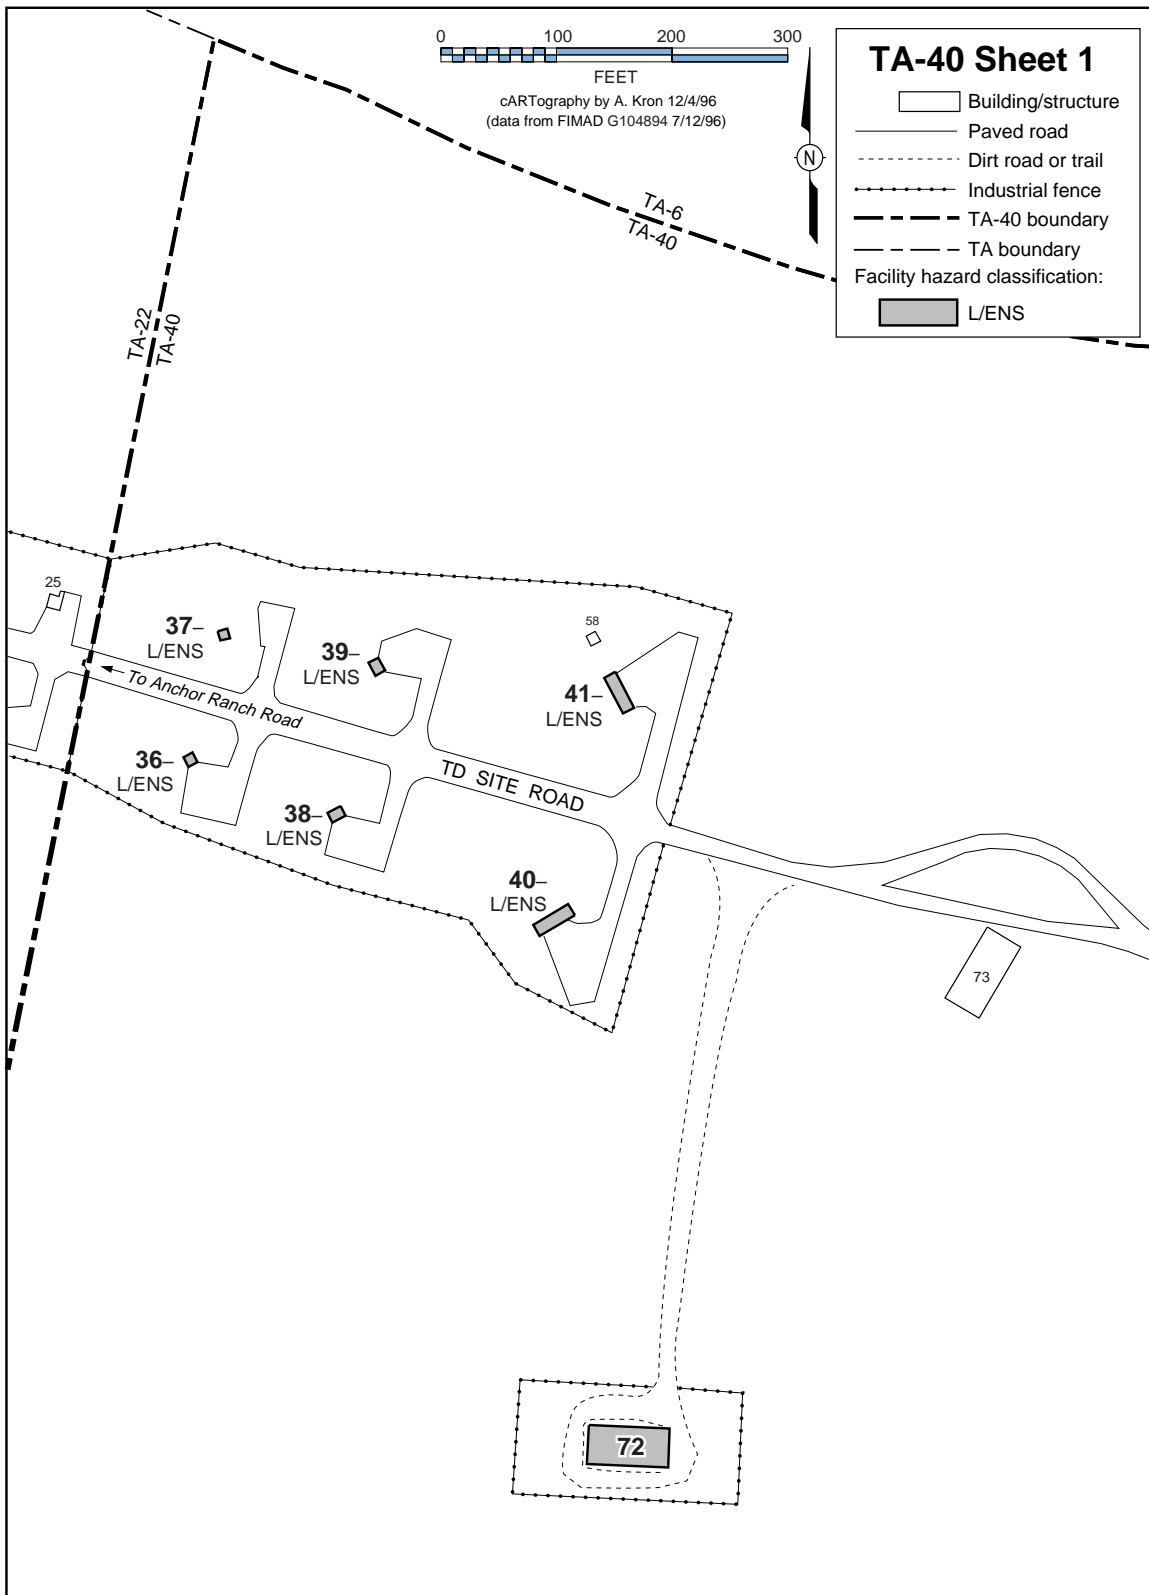 0 100 200 300
FEET
cARTography by A. Kron 12/4/96
(data from FIMAD G104894 7/12/96)
N
TA-40 Sheet 1
Building/structure
Paved road
Dirt road or trail
Industrial fence
TA-40 boundary
TA boundary
Facility hazard classification:
L/ENS
TA-6
TA-40
TA-22
TA-40
25
37–
L/ENS
39–
L/ENS
58
41–
L/ENS
To Anchor Ranch Road
36–
L/ENS
TD SITE ROAD
38–
L/ENS
40–
L/ENS
73
72